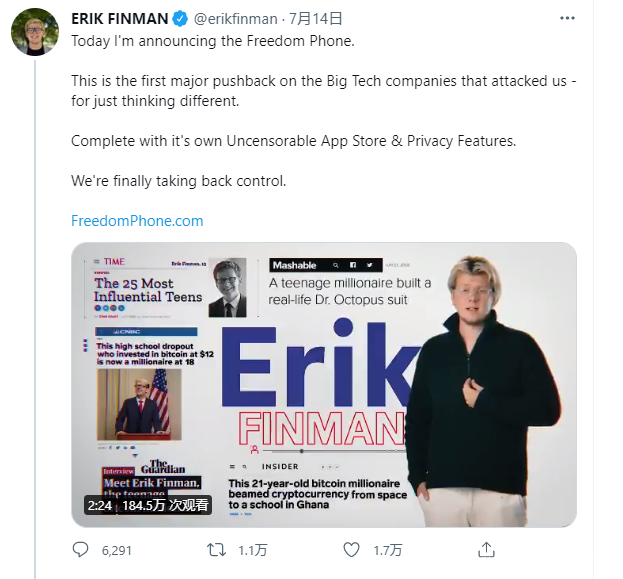 ERIK FINMAN @erikfinman · 7月14日
Today I'm announcing the Freedom Phone.
This is the first major pushback on the Big Tech companies that attacked us -
for just thinking different.
Complete with it's own Uncensorable App Store & Privacy Features.
We're finally taking back control.
FreedomPhone.com
TIME
Erik Finman, 15
The 25 Most
Influential Teens
Mashable
A teenage millionaire built a
real-life Dr. Octopus suit
CNBC
This high school dropout
who invested in bitcoin at $12
is now a millionaire at 18
Erik
FINMAN
Interview
The
Guardian
Meet Erik Finman,
the teenage
INSIDER
This 21-year-old bitcoin millionaire
beamed cryptocurrency from space
to a school in Ghana
2:24 184.5万 次观看
6,291 1.1万 1.7万